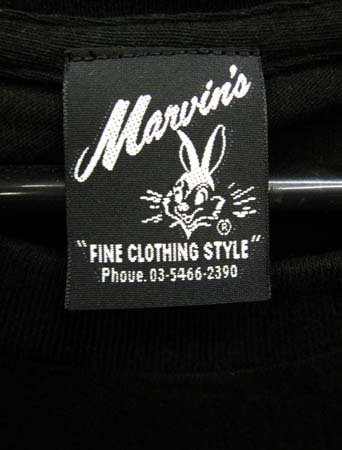 Marvin's
®
"FINE CLOTHING STYLE"
Phoue. 03-5466-2390